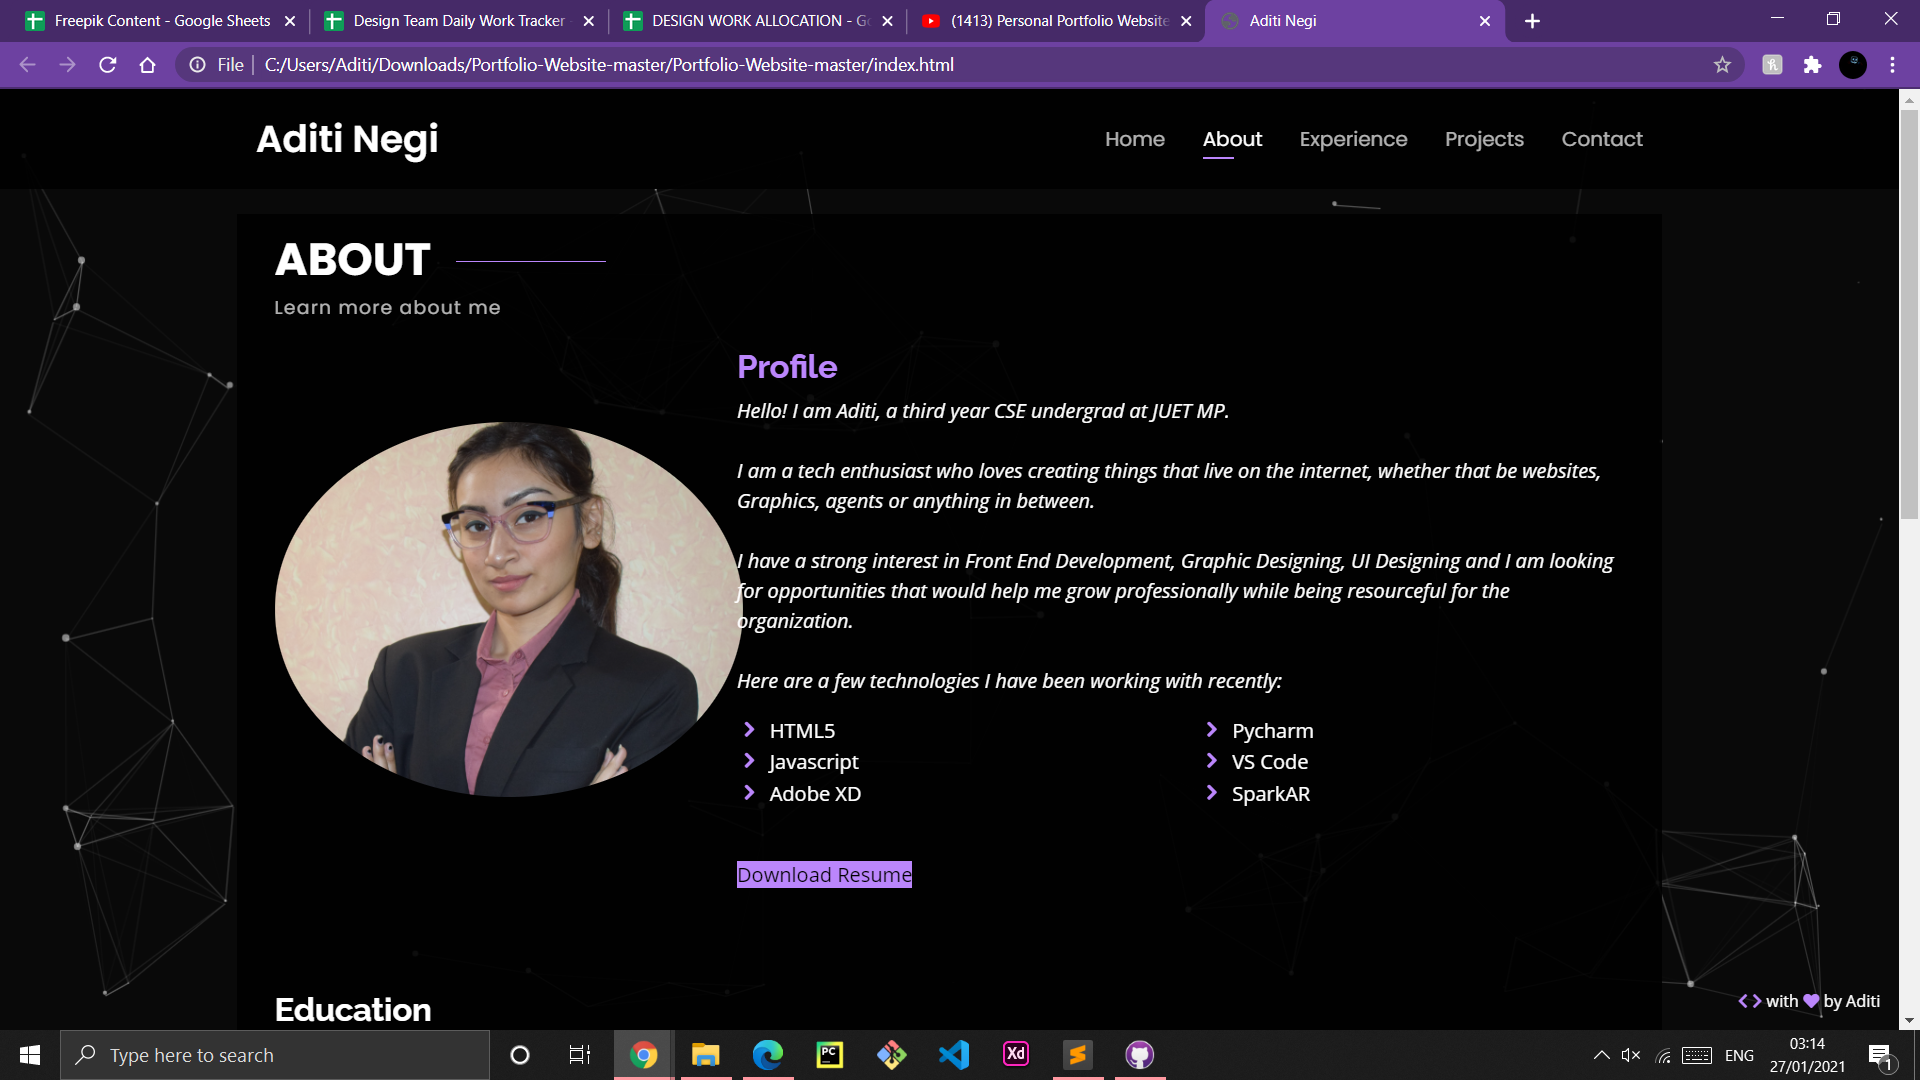 Freepik Content - Google Sheets
Design Team Daily Work Tracker
DESIGN WORK ALLOCATION - Go
(1413) Personal Portfolio Website
Aditi Negi
File
C:/Users/Aditi/Downloads/Portfolio-Website-master/Portfolio-Website-master/index.html
Aditi Negi
Home
About
Experience
Projects
Contact
ABOUT
Learn more about me
Profile
Hello! I am Aditi, a third year CSE undergrad at JUET MP.
I am a tech enthusiast who loves creating things that live on the internet, whether that be websites,
Graphics, agents or anything in between.
I have a strong interest in Front End Development, Graphic Designing, UI Designing and I am looking
for opportunities that would help me grow professionally while being resourceful for the
organization.
Here are a few technologies I have been working with recently:
HTML5
Javascript
Adobe XD
Pycharm
VS Code
SparkAR
Download Resume
Education
with by Aditi
Type here to search
PC
Xd
ENG
03:14
27/01/2021
1